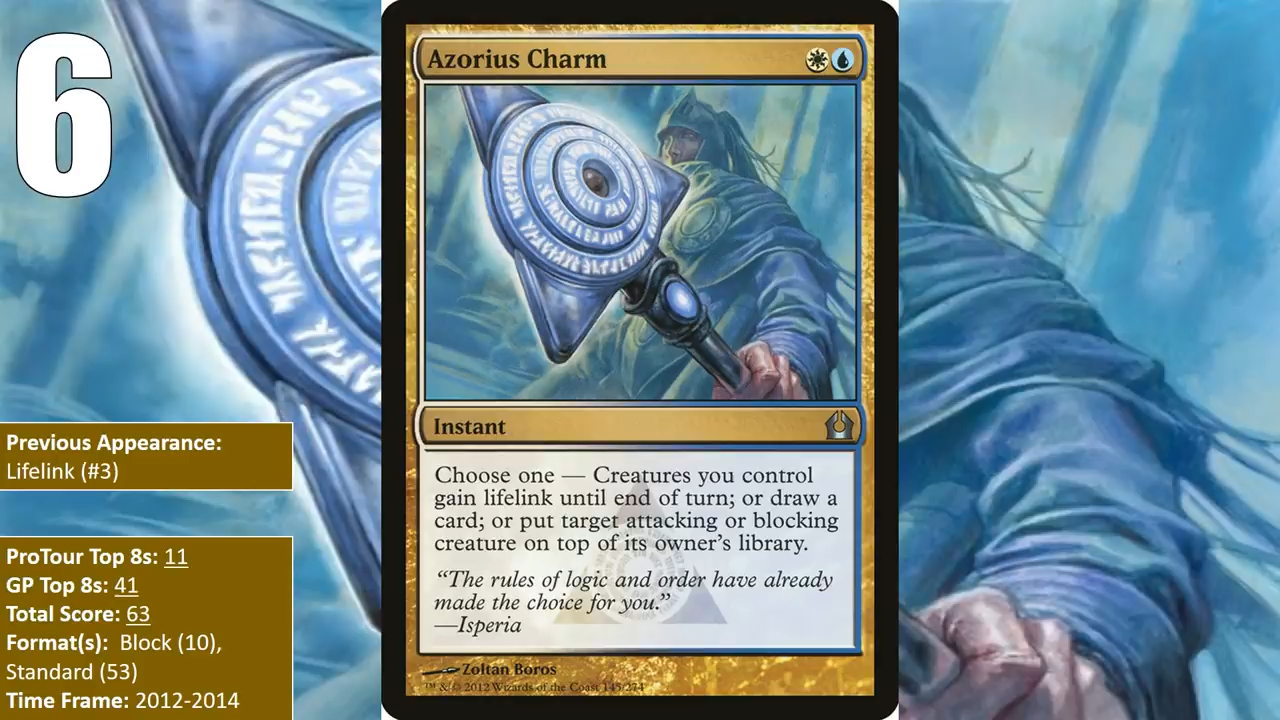 6
Azorius Charm
Instant
Choose one — Creatures you control
gain lifelink until end of turn; or draw a
card; or put target attacking or blocking
creature on top of its owner's library.
“The rules of logic and order have already
made the choice for you.”
—Isperia
Zoltan Boros
™ & © 2012 Wizards of the Coast 145/274
Previous Appearance:
Lifelink (#3)
ProTour Top 8s: 11
GP Top 8s: 41
Total Score: 63
Format(s):  Block (10),
Standard (53)
Time Frame: 2012-2014